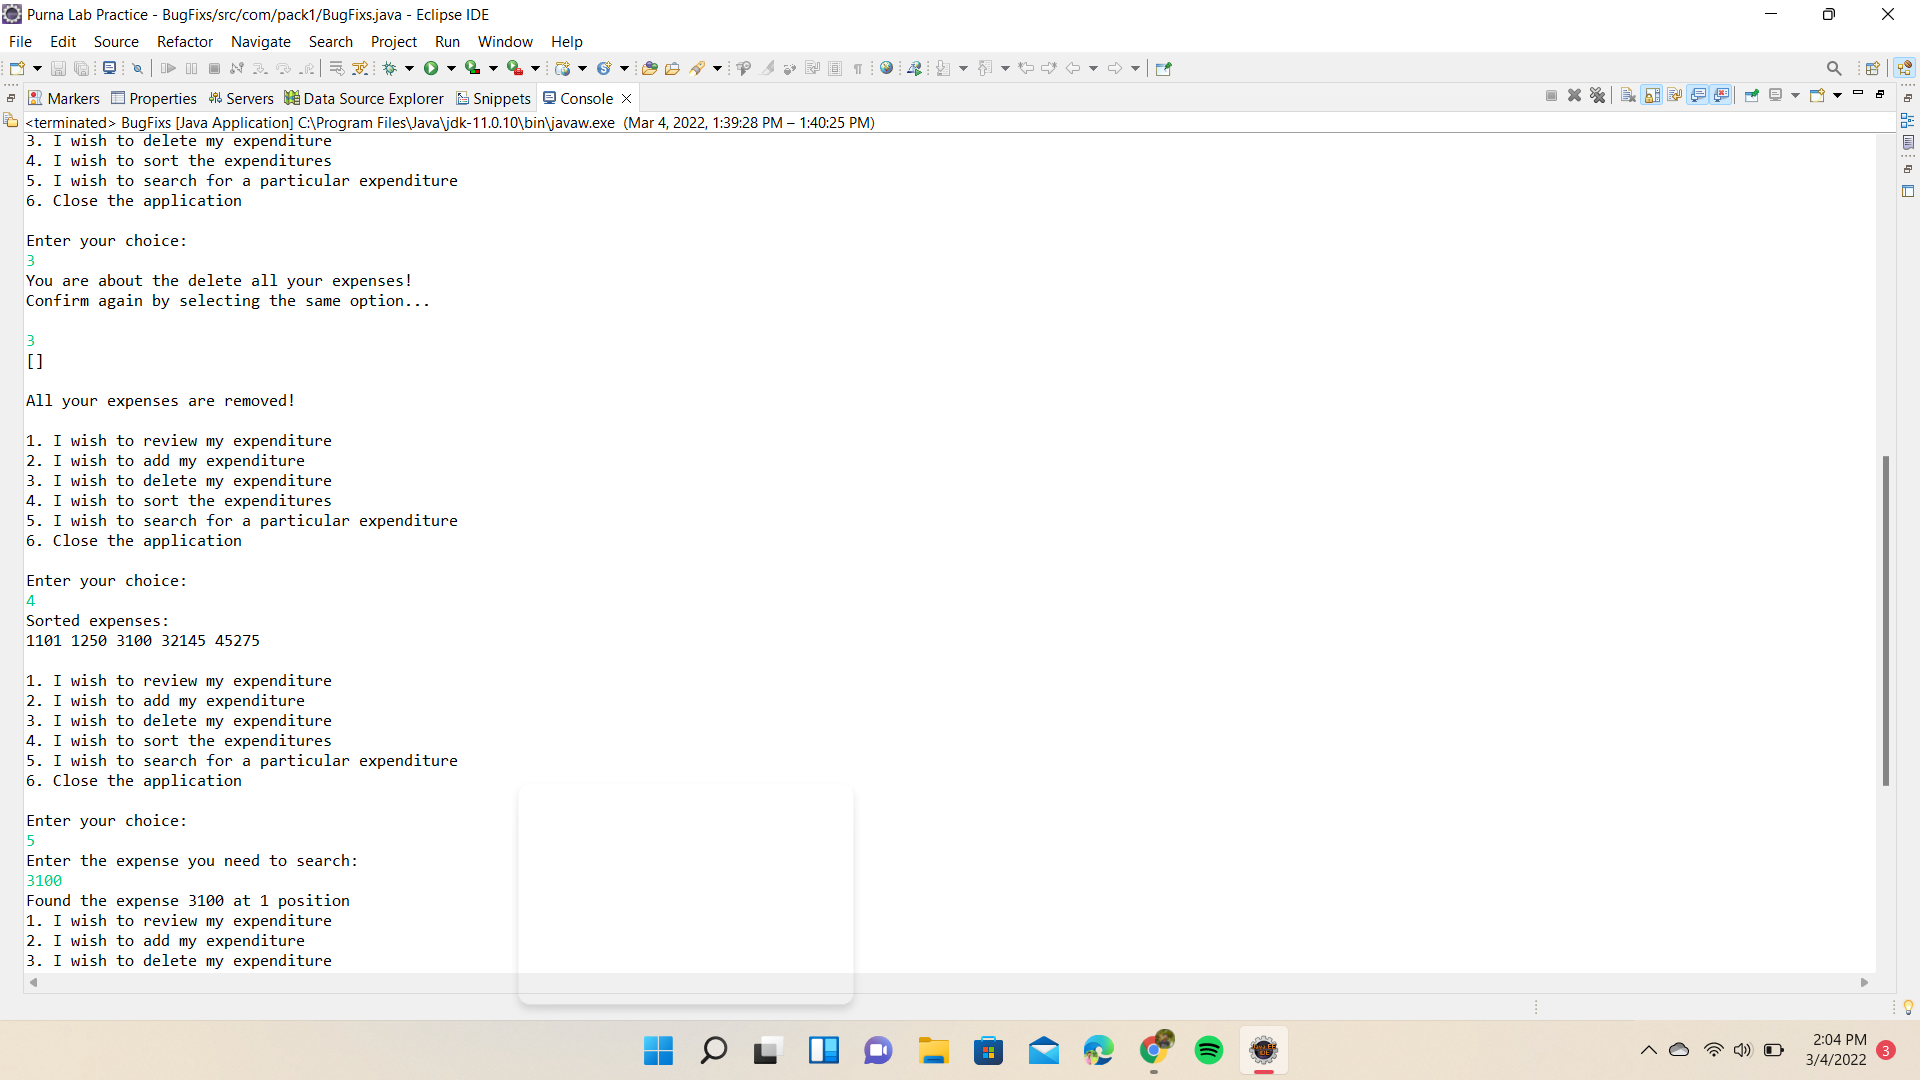 Purna Lab Practice - BugFixs/src/com/pack1/BugFixs.java - Eclipse IDE
File Edit Source Refactor Navigate Search Project Run Window Help
Markers Properties Servers Data Source Explorer Snippets Console
<terminated> BugFixs [Java Application] C:\Program Files\Java\jdk-11.0.10\bin\javaw.exe (Mar 4, 2022, 1:39:28 PM – 1:40:25 PM)
3. I wish to delete my expenditure
4. I wish to sort the expenditures
5. I wish to search for a particular expenditure
6. Close the application
Enter your choice:
3
You are about the delete all your expenses!
Confirm again by selecting the same option...
3
[]
All your expenses are removed!
1. I wish to review my expenditure
2. I wish to add my expenditure
3. I wish to delete my expenditure
4. I wish to sort the expenditures
5. I wish to search for a particular expenditure
6. Close the application
Enter your choice:
4
Sorted expenses:
1101 1250 3100 32145 45275
1. I wish to review my expenditure
2. I wish to add my expenditure
3. I wish to delete my expenditure
4. I wish to sort the expenditures
5. I wish to search for a particular expenditure
6. Close the application
Enter your choice:
5
Enter the expense you need to search:
3100
Found the expense 3100 at 1 position
1. I wish to review my expenditure
2. I wish to add my expenditure
3. I wish to delete my expenditure
2:04 PM
3/4/2022
3